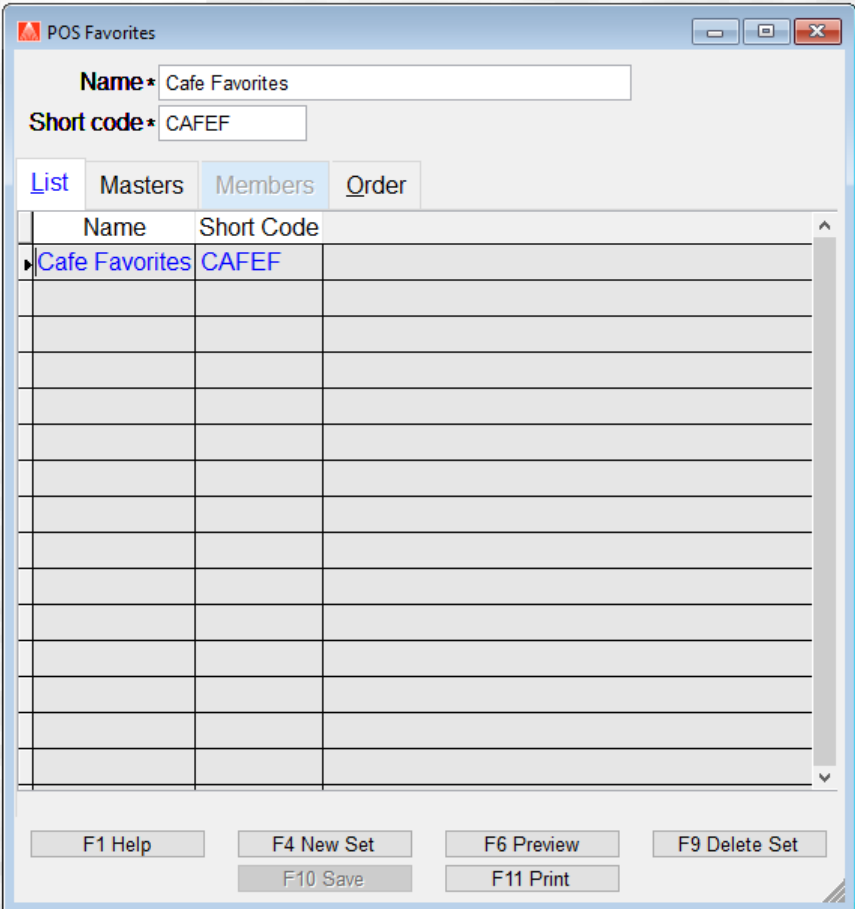 POS Favorites
Name* Cafe Favorites
Short code* CAFEF
List Masters Members Order
Name Short Code
Cafe Favorites CAFEF
F1 Help F4 New Set F6 Preview F9 Delete Set
F10 Save F11 Print